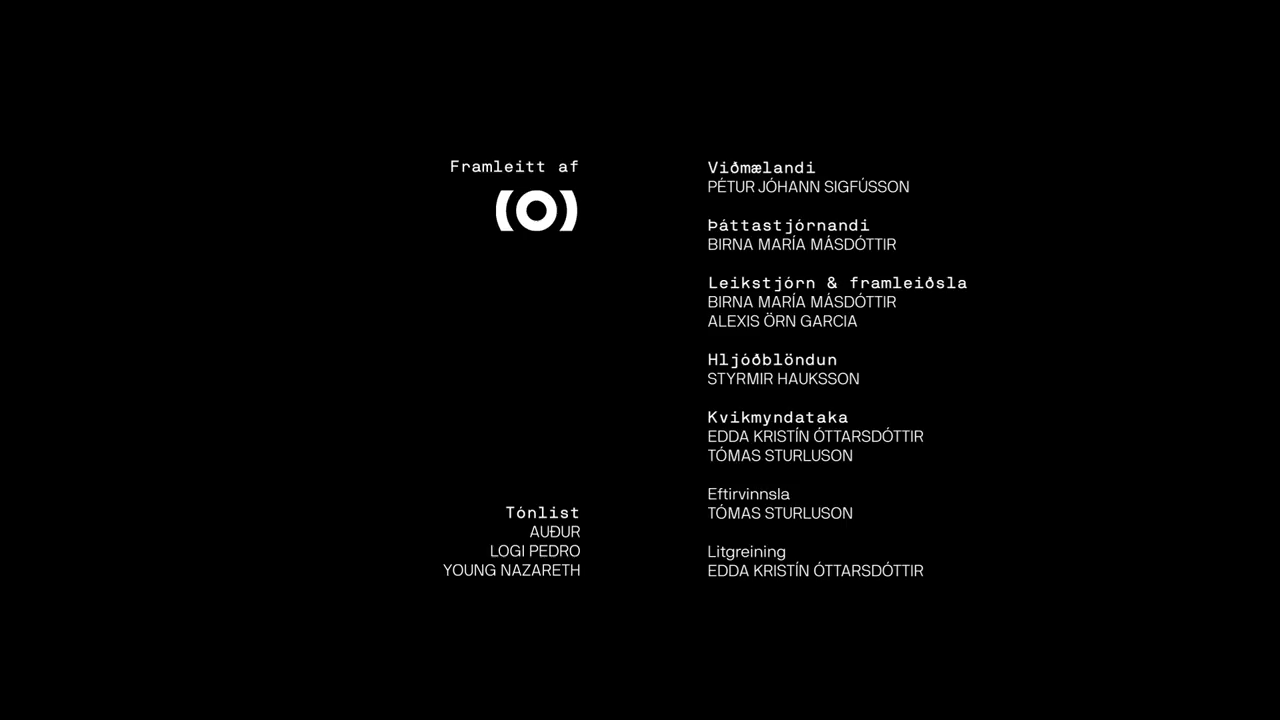 Framleitt af
(O)
Tónlist
AUÐUR
LOGI PEDRO
YOUNG NAZARETH
Viðmælandi
PÉTUR JÓHANN SIGFÚSSON
Þáttastjórnandi
BIRNA MARÍA MÁSDÓTTIR
Leikstjórn & framleiðsla
BIRNA MARÍA MÁSDÓTTIR
ALEXIS ÖRN GARCIA
Hljóðblöndun
STYRMIR HAUKSSON
Kvikmyndataka
EDDA KRISTÍN ÓTTARSDÓTTIR
TÓMAS STURLUSON
Eftirvinnsla
TÓMAS STURLUSON
Litgreining
EDDA KRISTÍN ÓTTARSDÓTTIR